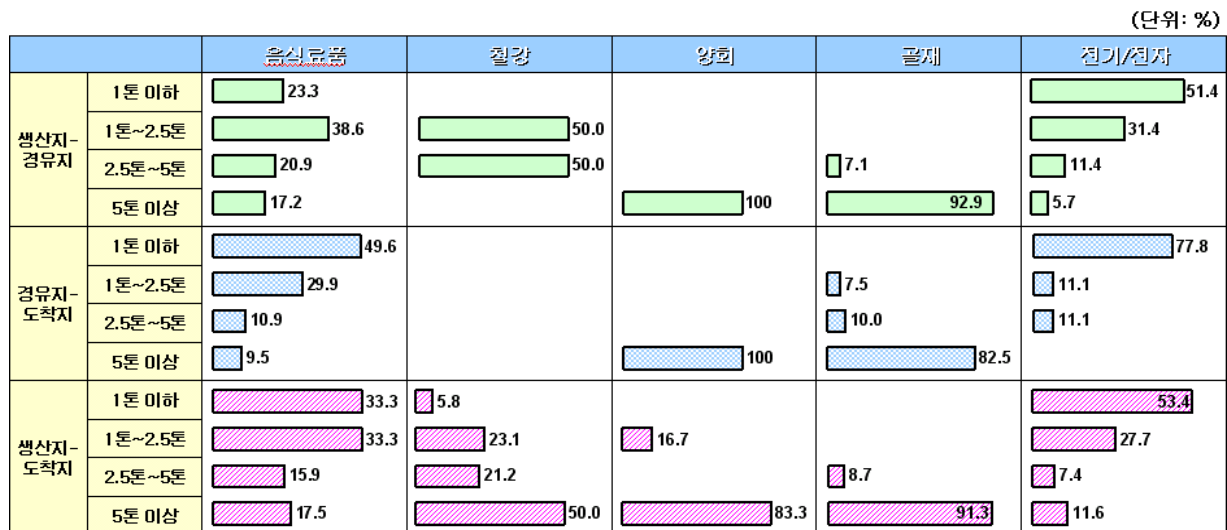 (단위: %)
음식료품 철강 양회 골재 전기/전자
생산지-
경유지
1톤 이하 23.3 51.4
1톤~2.5톤 38.6 50.0 31.4
2.5톤~5톤 20.9 50.0 7.1 11.4
5톤 이상 17.2 100 92.9 5.7
경유지-
도착지
1톤 이하 49.6 77.8
1톤~2.5톤 29.9 7.5 11.1
2.5톤~5톤 10.9 10.0 11.1
5톤 이상 9.5 100 82.5
생산지-
도착지
1톤 이하 33.3 5.8 53.4
1톤~2.5톤 33.3 23.1 16.7 27.7
2.5톤~5톤 15.9 21.2 8.7 7.4
5톤 이상 17.5 50.0 83.3 91.3 11.6